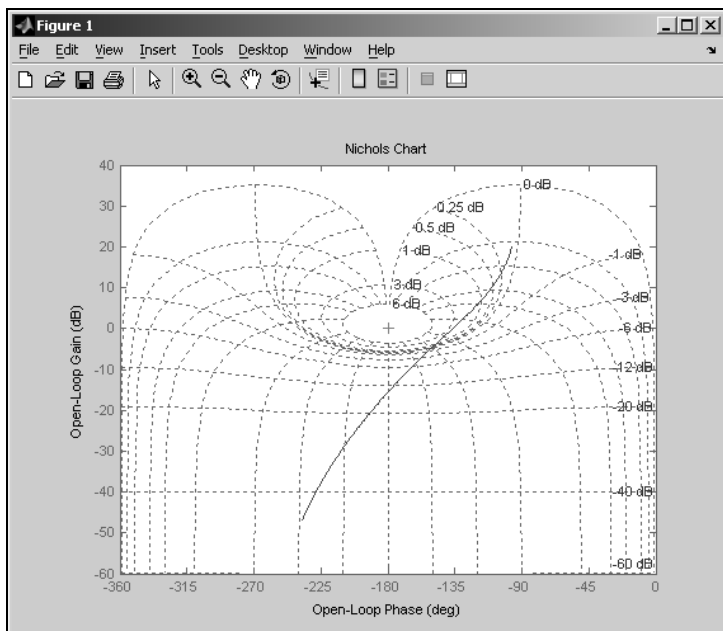 Figure 1
File Edit View Insert Tools Desktop Window Help
Nichols Chart
40
30
20
10
0
-10
-20
-30
-40
-50
-60
0 dB
0.25 dB
0.5 dB
1 dB
-1 dB
3 dB
-3 dB
6 dB
-6 dB
-12 dB
-20 dB
-40 dB
-60 dB
Open-Loop Gain (dB)
-360 -315 -270 -225 -180 -135 -90 -45 0
Open-Loop Phase (deg)